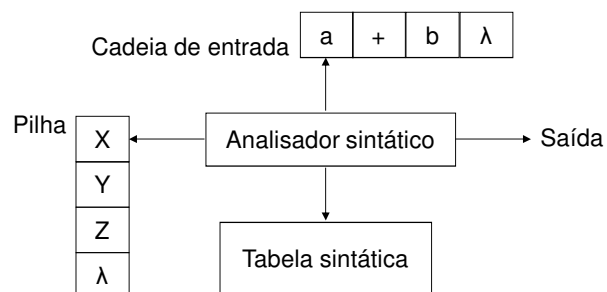 Cadeia de entrada
a + b λ
Pilha
X
Y
Z
λ
Analisador sintático
Saída
Tabela sintática